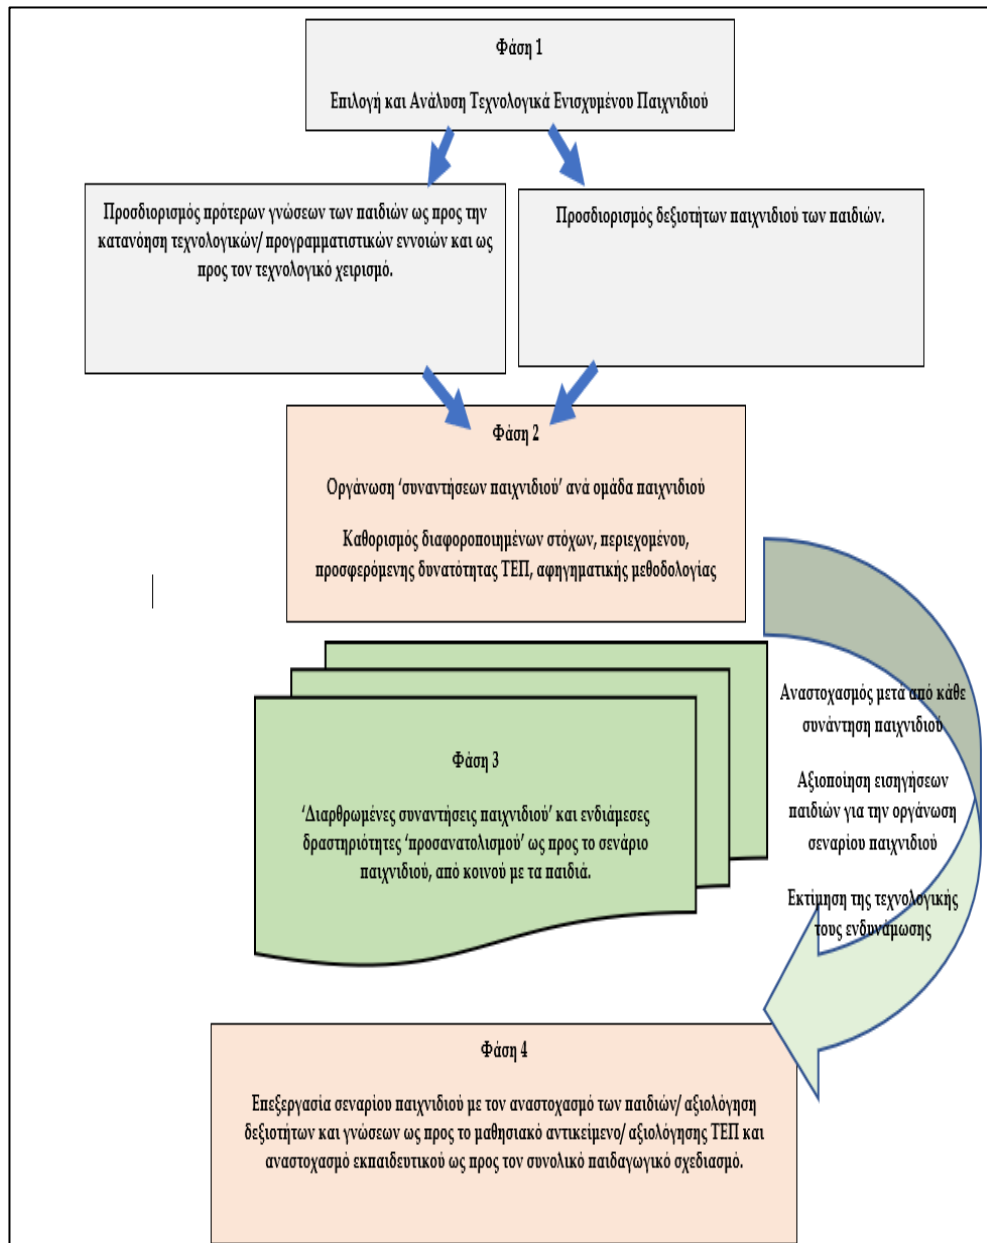 Φάση 1
Επιλογή και Ανάλυση Τεχνολογικά Ενισχυμένου Παιχνιδιού
Προσδιορισμός πρότερων γνώσεων των παιδιών ως προς την
κατανόηση τεχνολογικών/ προγραμματιστικών εννοιών και ως
προς τον τεχνολογικό χειρισμό.
Προσδιορισμός δεξιοτήτων παιχνιδιού των παιδιών.
Φάση 2
Οργάνωση ‘συναντήσεων παιχνιδιού’ ανά ομάδα παιχνιδιού
Καθορισμός διαφοροποιημένων στόχων, περιεχομένου,
προσφερόμενης δυνατότητας ΤΕΠ, αφηγηματικής μεθοδολογίας
Αναστοχασμός μετά από κάθε
συνάντηση παιχνιδιού
Αξιοποίηση εισηγήσεων
παιδιών για την οργάνωση
σεναρίου παιχνιδιού
Εκτίμηση της τεχνολογικής
τους ενδυνάμωσης
Φάση 3
‘Διαρθρωμένες συναντήσεις παιχνιδιού’ και ενδιάμεσες
δραστηριότητες ‘προσανατολισμού’ ως προς το σενάριο
παιχνιδιού, από κοινού με τα παιδιά.
Φάση 4
Επεξεργασία σεναρίου παιχνιδιού με τον αναστοχασμό των παιδιών/ αξιολόγηση
δεξιοτήτων και γνώσεων ως προς το μαθησιακό αντικείμενο/ αξιολόγησης ΤΕΠ και
αναστοχασμό εκπαιδευτικού ως προς τον συνολικό παιδαγωγικό σχεδιασμό.